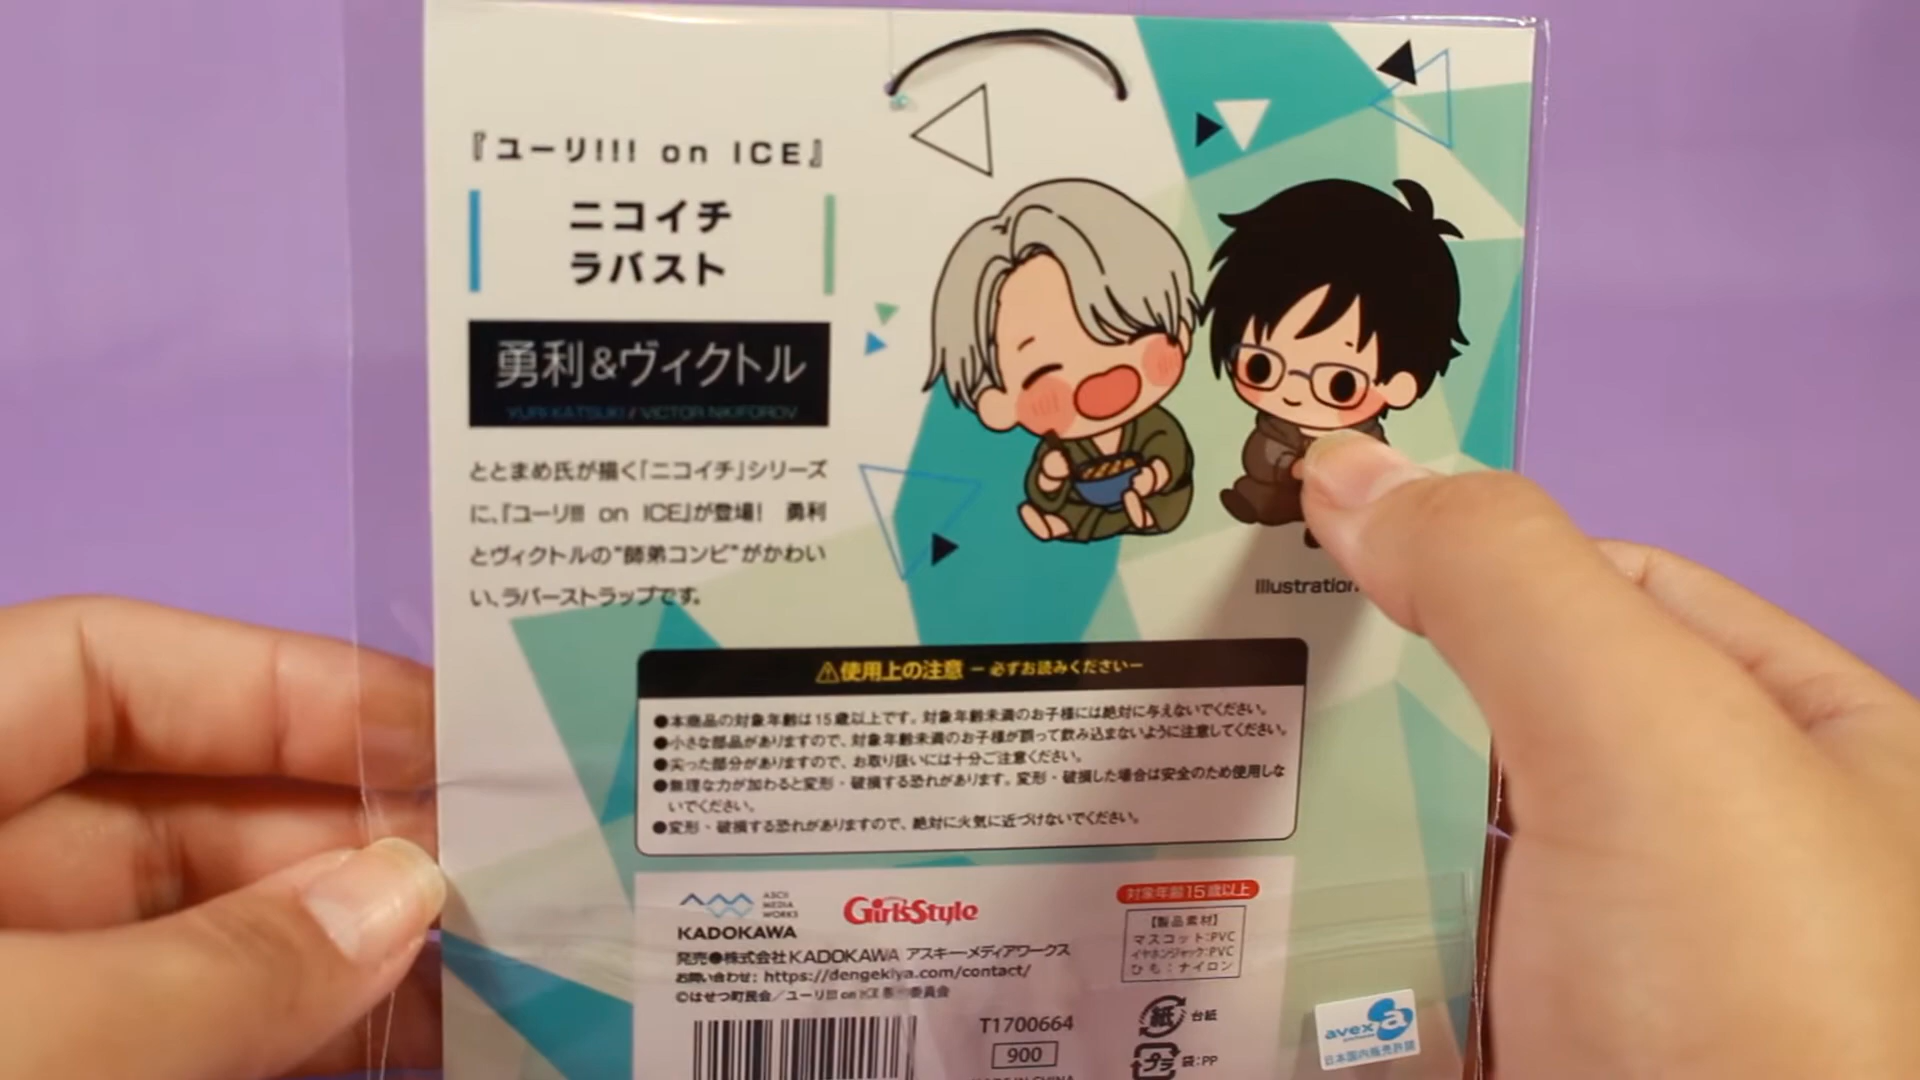 『ユーリ!!! on ICE』
ニコイチ
ラバスト
勇利&ヴィクトル
YURI KATSUKI / VICTOR NIKIFOROV
ととまめ氏が描く「ニコイチ」シリーズ
に、『ユーリ!!! on ICE』が登場! 勇利
とヴィクトルの"師弟コンビ"がかわい
い、ラバーストラップです。
Illustration
⚠使用上の注意 ー必ずお読みくださいー
●本商品の対象年齢は15歳以上です。対象年齢未満のお子様には絶対に与えないでください。
●小さな部品がありますので、対象年齢未満のお子様が誤って飲み込まないように注意してください。
●尖った部分がありますので、お取り扱いには十分ご注意ください。
●無理な力が加わると変形・破損する恐れがあります。変形・破損した場合は安全のため使用しな
いでください。
●変形・破損する恐れがありますので、絶対に火気に近づけないでください。
ASCII
MEDIA
WORKS
KADOKAWA
Girl'sStyle
発売●株式会社KADOKAWA アスキー・メディアワークス
お問い合わせ: https://dengekiya.com/contact/
©はせつ町民会/ユーリ!!! on ICE 委員会
対象年齢15歳以上
【製品素材】
マスコット:PVC
イヤホンジャック:PVC
ひも:ナイロン
T1700664
900
紙 台紙
プラ 袋:PP
avex
日本国内販売許諾